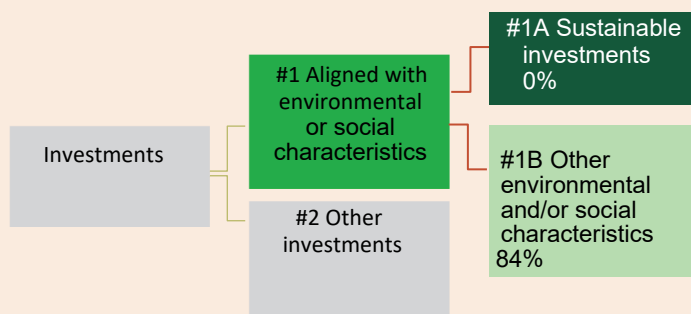 Investments
#1 Aligned with
environmental
or social
characteristics
#2 Other
investments
#1A Sustainable
investments
0%
#1B Other
environmental
and/or social
characteristics
84%